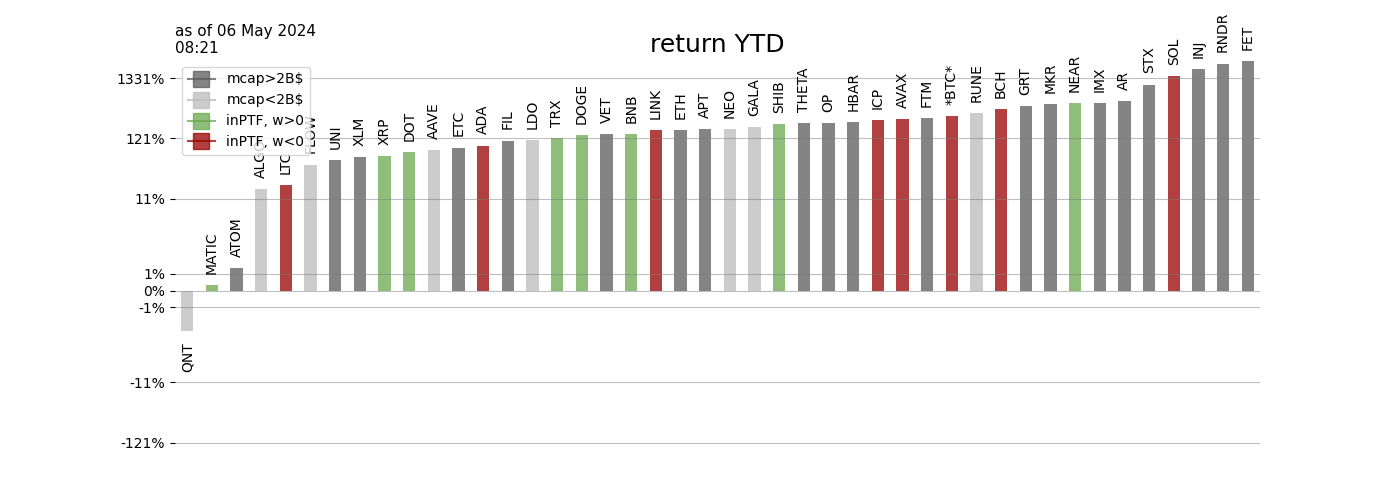 as of 06 May 2024
08:21
return YTD
mcap>2B$
mcap<2B$
inPTF, w>0
inPTF, w<0
1331%
121%
11%
1%
0%
-1%
-11%
-121%
QNT
MATIC
ATOM
ALGO
LTC
FLOW
UNI
XLM
XRP
DOT
AAVE
ETC
ADA
FIL
LDO
TRX
DOGE
VET
BNB
LINK
ETH
APT
NEO
GALA
SHIB
THETA
OP
HBAR
ICP
AVAX
FTM
*BTC*
RUNE
BCH
GRT
MKR
NEAR
IMX
AR
STX
SOL
INJ
RNDR
FET